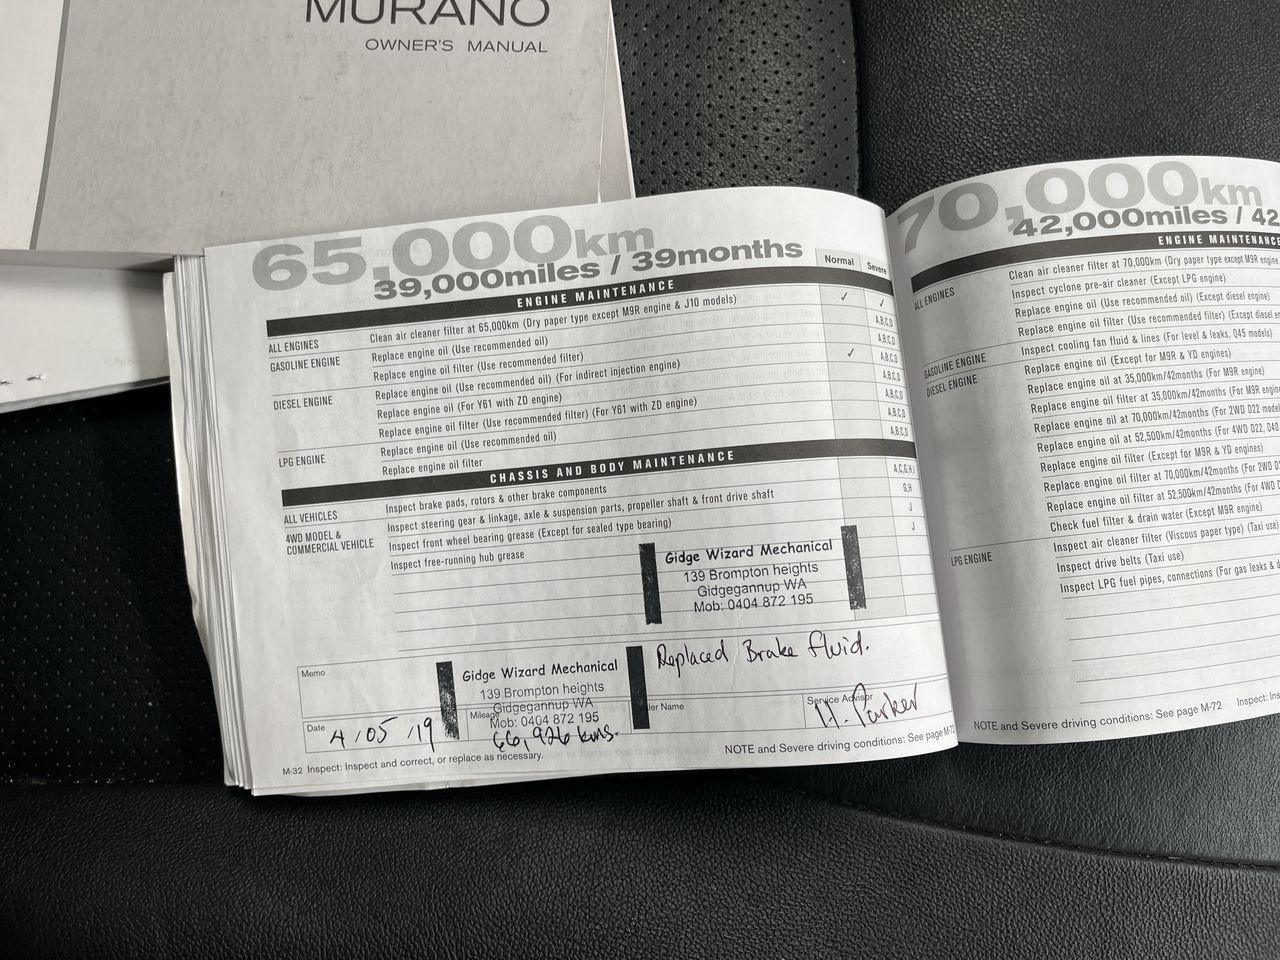 MURANO
OWNER'S MANUAL
65,000km
39,000miles / 39months
Normal
Severe
ENGINE MAINTENANCE
ALL ENGINES
Clean air cleaner filter at 65,000km (Dry paper type except M9R engine & J10 models)
✓
✓
GASOLINE ENGINE
Replace engine oil (Use recommended oil)
A,B,C,D
Replace engine oil filter (Use recommended filter)
A,B,C,D
DIESEL ENGINE
Replace engine oil (Use recommended oil) (For indirect injection engine)
✓
A,B,C,D
Replace engine oil (For Y61 with ZD engine)
A,B,C,D
Replace engine oil filter (Use recommended filter) (For Y61 with ZD engine)
A,B,C,D
LPG ENGINE
Replace engine oil (Use recommended oil)
A,B,C,D
Replace engine oil filter
A,B,C,D
CHASSIS AND BODY MAINTENANCE
ALL VEHICLES
Inspect brake pads, rotors & other brake components
A,C,G,H,I
4WD MODEL &
COMMERCIAL VEHICLE
Inspect steering gear & linkage, axle & suspension parts, propeller shaft & front drive shaft
G,H
Inspect front wheel bearing grease (Except for sealed type bearing)
J
Inspect free-running hub grease
J
Gidge Wizard Mechanical
139 Brompton heights
Gidgegannup WA
Mob: 0404 872 195
Memo
Gidge Wizard Mechanical
139 Brompton heights
Gidgegannup WA
Mob: 0404 872 195
Replaced Brake fluid.
Date
4/05/19
Mileage
66,926 kms.
ler Name
Service Advisor
H. Parker
M-32 Inspect: Inspect and correct, or replace as necessary.
NOTE and Severe driving conditions: See page M-72
70,000km
42,000miles / 42
ENGINE MAINTENANCE
ALL ENGINES
Clean air cleaner filter at 70,000km (Dry paper type except M9R engine
Inspect cyclone pre-air cleaner (Except LPG engine)
Replace engine oil (Use recommended oil) (Except diesel engine)
Replace engine oil filter (Use recommended filter) (Except diesel en
GASOLINE ENGINE
Inspect cooling fan fluid & lines (For level & leaks, Q45 models)
DIESEL ENGINE
Replace engine oil (Except for M9R & YD engines)
Replace engine oil at 35,000km/42months (For M9R engine)
Replace engine oil filter at 35,000km/42months (For M9R engine
Replace engine oil at 70,000km/42months (For 2WD D22 model
Replace engine oil at 52,500km/42months (For 4WD D22, D40
Replace engine oil filter (Except for M9R & YD engines)
Replace engine oil filter at 70,000km/42months (For 2WD D2
Replace engine oil filter at 52,500km/42months (For 4WD D
Check fuel filter & drain water (Except M9R engine)
Inspect air cleaner filter (Viscous paper type) (Taxi use)
Inspect drive belts (Taxi use)
LPG ENGINE
Inspect LPG fuel pipes, connections (For gas leaks & d
NOTE and Severe driving conditions: See page M-72
Inspect: Ins